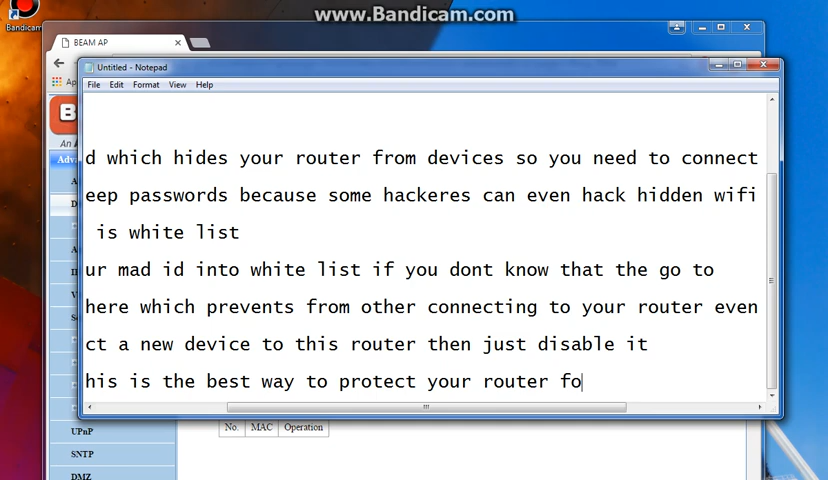 www.Bandicam.com
Bandicam
BEAM AP
Untitled - Notepad
File Edit Format View Help
d which hides your router from devices so you need to connect
eep passwords because some hackeres can even hack hidden wifi
is white list
ur mad id into white list if you dont know that the go to
here which prevents from other connecting to your router even
ct a new device to this router then just disable it
his is the best way to protect your router fo
Ap
B
An
Adva
UPnP
SNTP
DMZ
No. MAC Operation